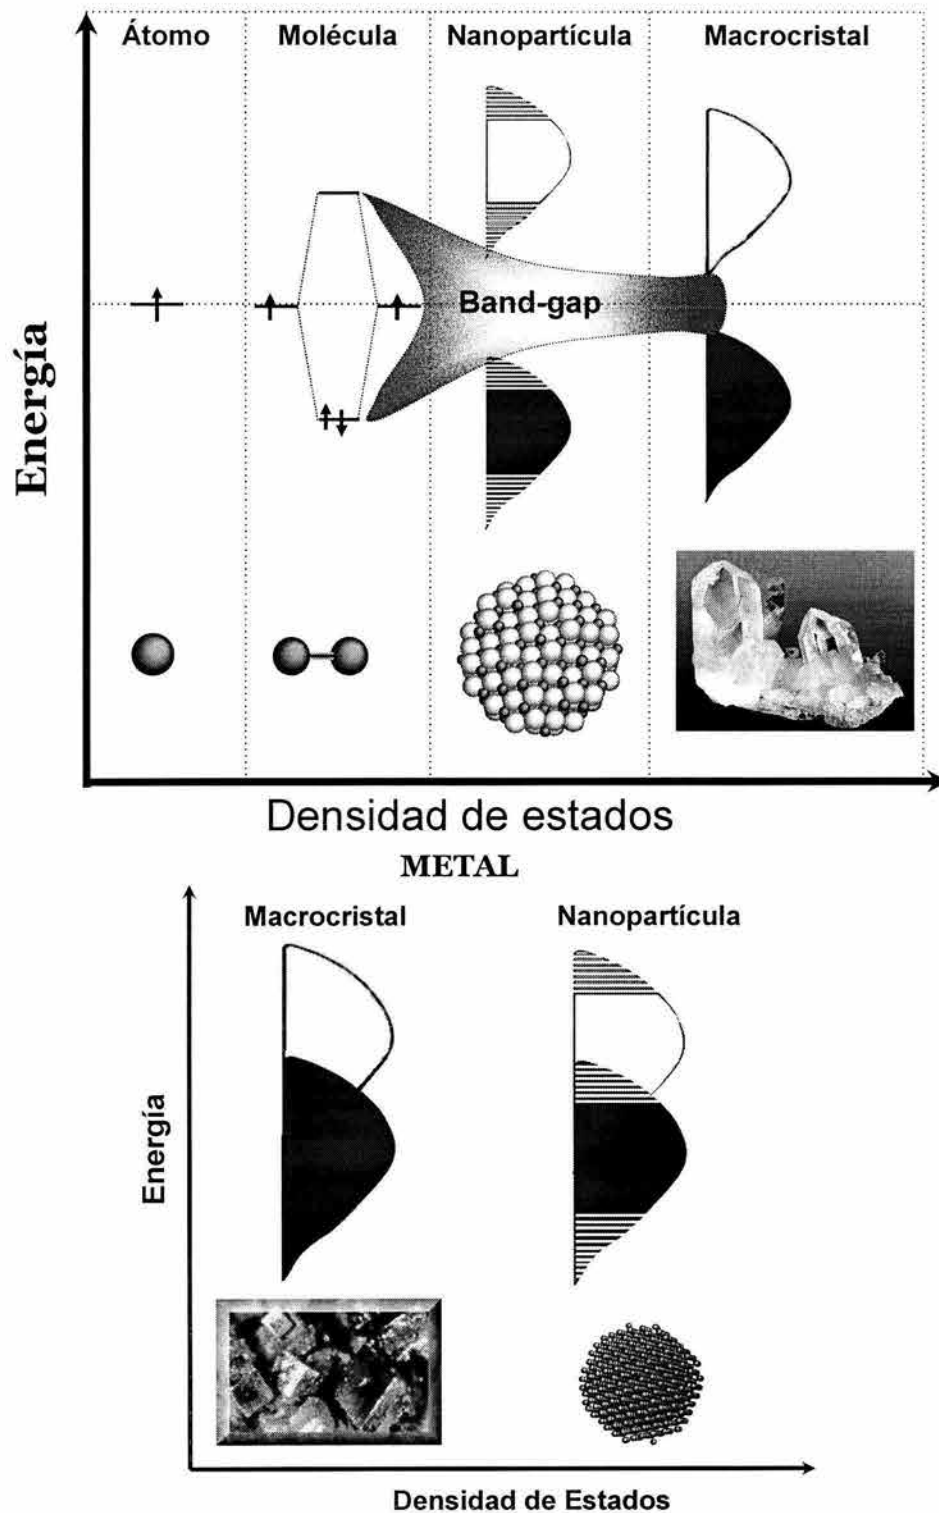 Átomo Molécula Nanopartícula Macrocristal
Band-gap
Energía
Densidad de estados
METAL
Macrocristal Nanopartícula
Energía
Densidad de Estados